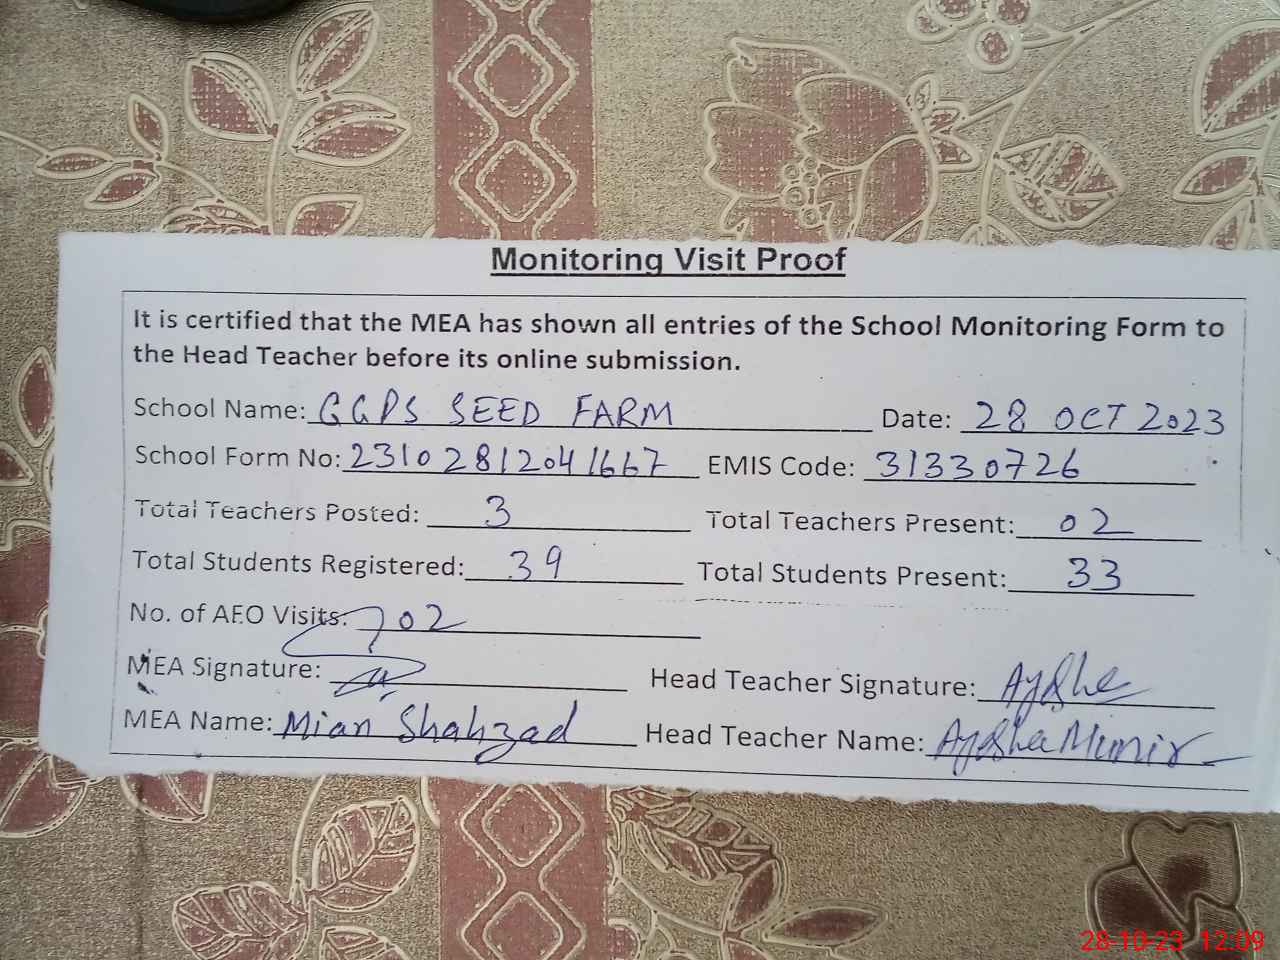 Monitoring Visit Proof
It is certified that the MEA has shown all entries of the School Monitoring Form to
the Head Teacher before its online submission.
School Name: GGPS SEED FARM Date: 28 OCT 2023
School Form No: 23102812041667 EMIS Code: 31330726
Total Teachers Posted: 3 Total Teachers Present: 02
Total Students Registered: 39 Total Students Present: 33
No. of AEO Visits: 02
MEA Signature: Head Teacher Signature: Ayesha
MEA Name: Mian Shahzad Head Teacher Name: Ayesha Munir
28-10-23 12:09